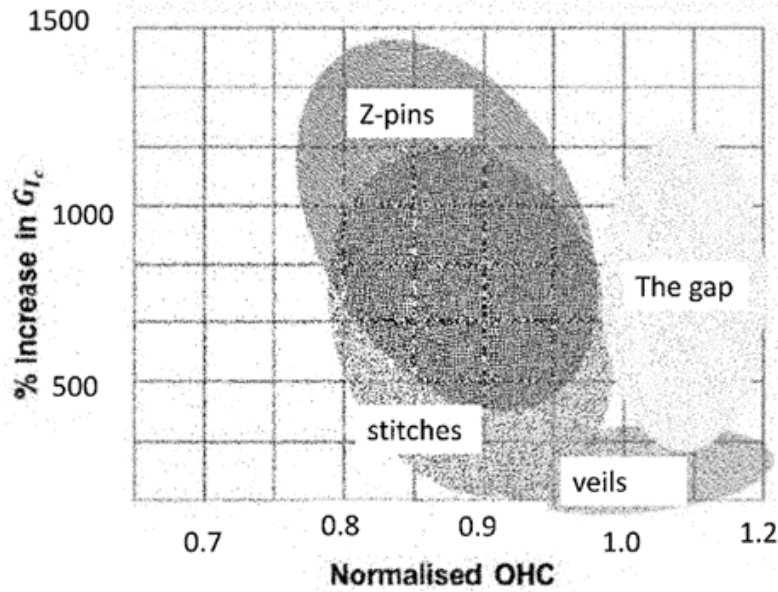 1500
Z-pins
1000
The gap
500
stitches
veils
0.7
0.8
0.9
1.0
1.2
% Increase in G_Ic
Normalised OHC